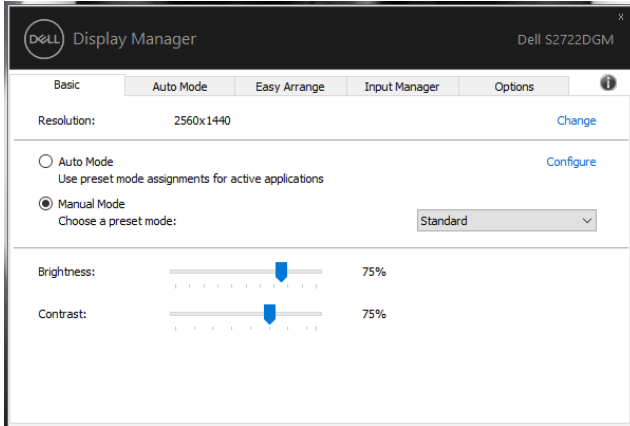 DELL Display Manager
Dell S2722DGM
x
Basic
Auto Mode
Easy Arrange
Input Manager
Options
i
Resolution: 2560x1440 Change
Auto Mode Configure
Use preset mode assignments for active applications
Manual Mode
Choose a preset mode: Standard
Brightness: 75%
Contrast: 75%